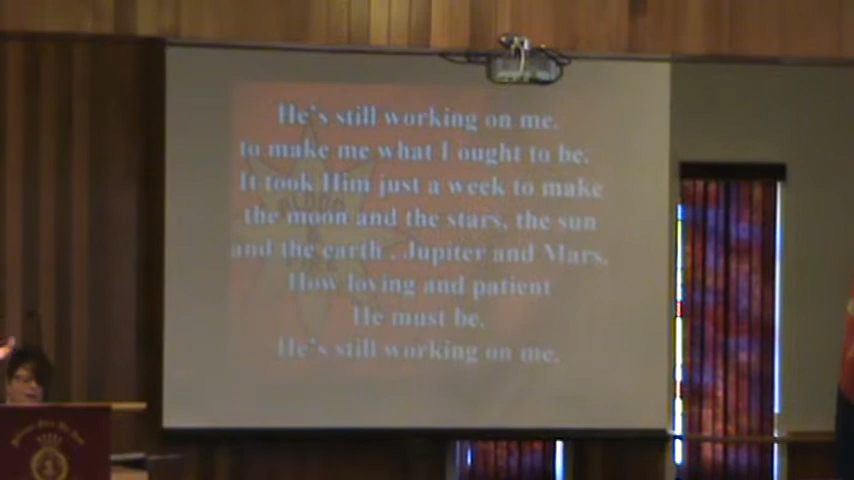 He's still working on me.
to make me what I ought to be.
It took Him just a week to make
the moon and the stars, the sun
and the earth , Jupiter and Mars.
How loving and patient
He must be.
He's still working on me.